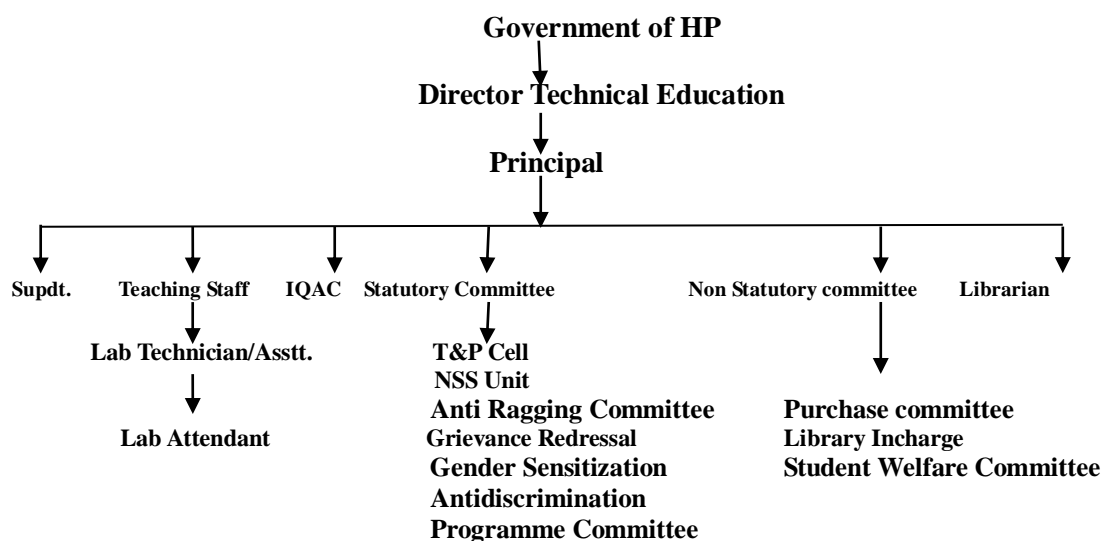 Government of HP
Director Technical Education
Principal
Supdt. Teaching Staff IQAC Statutory Committee Non Statutory committee Librarian
Lab Technician/Asstt.
Lab Attendant
T&P Cell
NSS Unit
Anti Ragging Committee
Grievance Redressal
Gender Sensitization
Antidiscrimination
Programme Committee
Purchase committee
Library Incharge
Student Welfare Committee